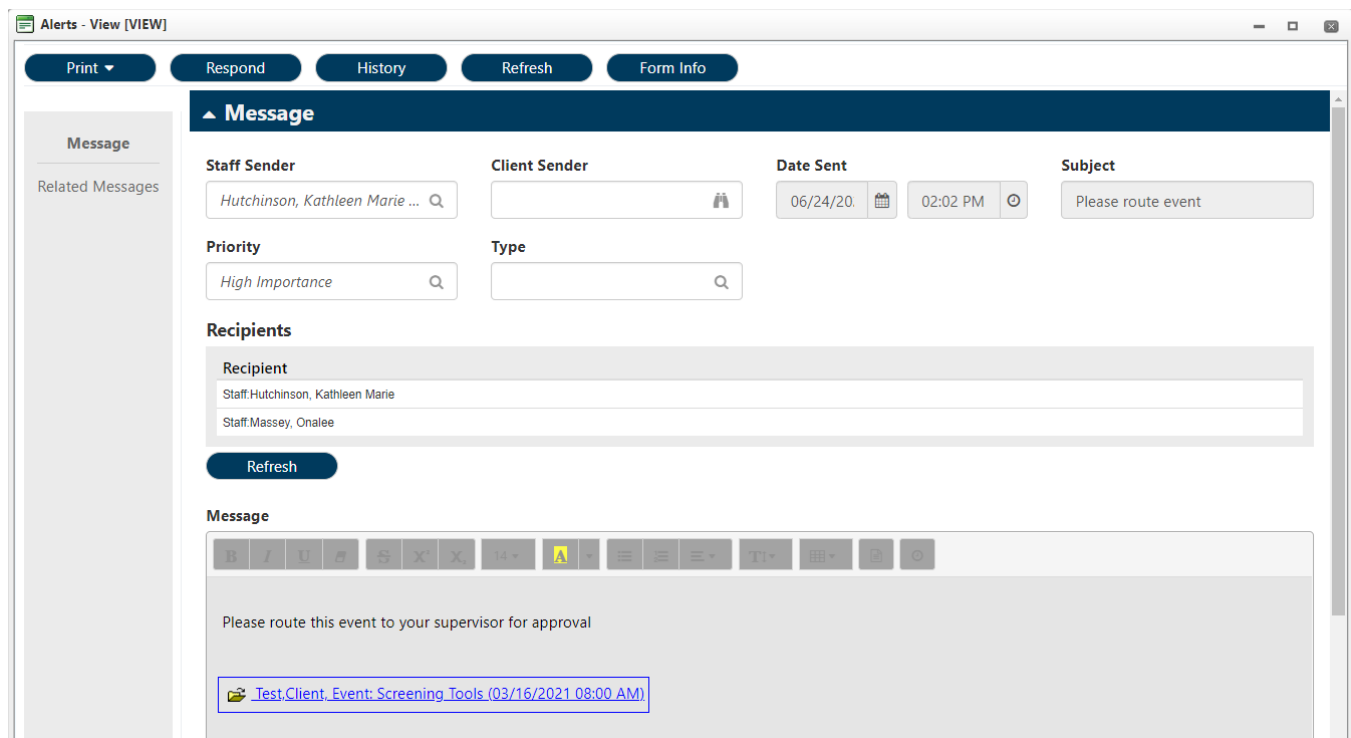 Alerts - View [VIEW]
Print Respond History Refresh Form Info
Message
Related Messages
Message
Staff Sender Client Sender Date Sent Subject
Hutchinson, Kathleen Marie ... 06/24/20. 02:02 PM Please route event
Priority Type
High Importance
Recipients
Recipient
Staff:Hutchinson, Kathleen Marie
Staff:Massey, Onalee
Refresh
Message
B I U S X² X₂ 14 A T
Please route this event to your supervisor for approval
Test,Client, Event: Screening Tools (03/16/2021 08:00 AM)